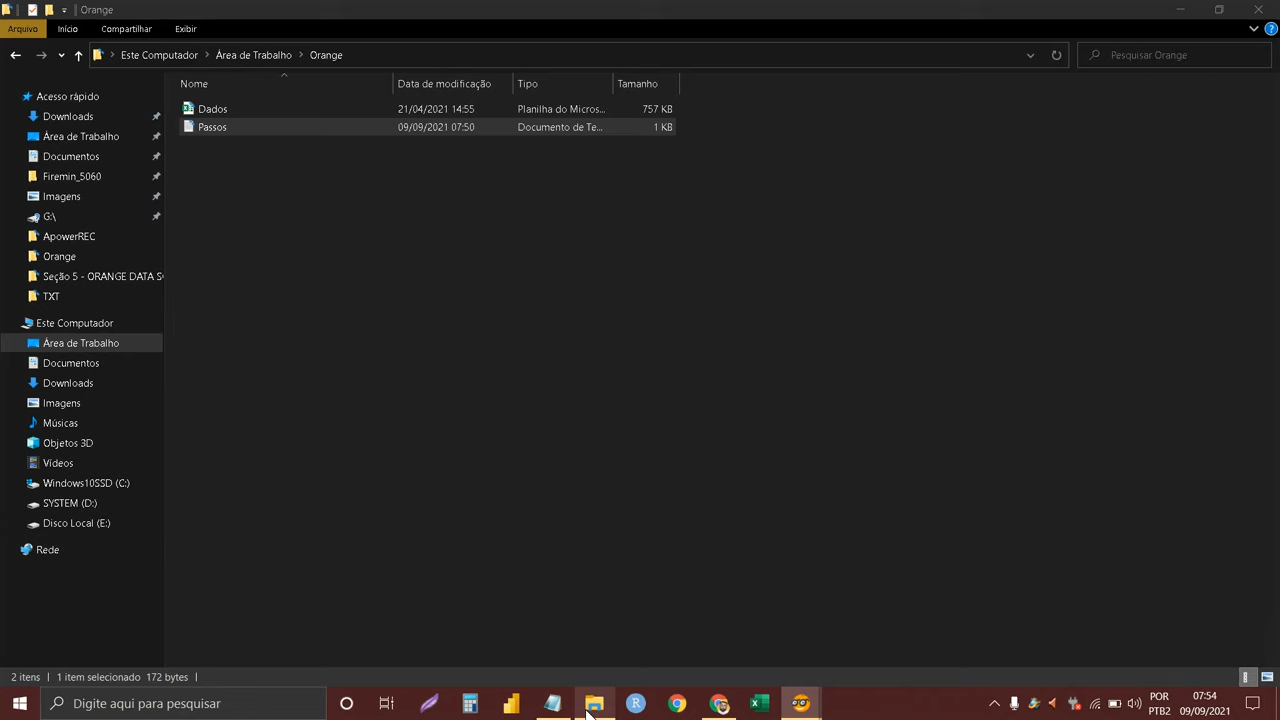 Orange
Arquivo Início Compartilhar Exibir
Este Computador Área de Trabalho Orange
Pesquisar Orange
Nome Data de modificação Tipo Tamanho
Dados 21/04/2021 14:55 Planilha do Micros... 757 KB
Passos 09/09/2021 07:50 Documento de Te... 1 KB
Acesso rápido
Downloads
Área de Trabalho
Documentos
Firemin_5060
Imagens
G:\
ApowerREC
Orange
Seção 5 - ORANGE DATA S
TXT
Este Computador
Área de Trabalho
Documentos
Downloads
Imagens
Músicas
Objetos 3D
Vídeos
Windows10SSD (C:)
SYSTEM (D:)
Disco Local (E:)
Rede
2 itens 1 item selecionado 172 bytes
Digite aqui para pesquisar
POR
PTB2
07:54
09/09/2021